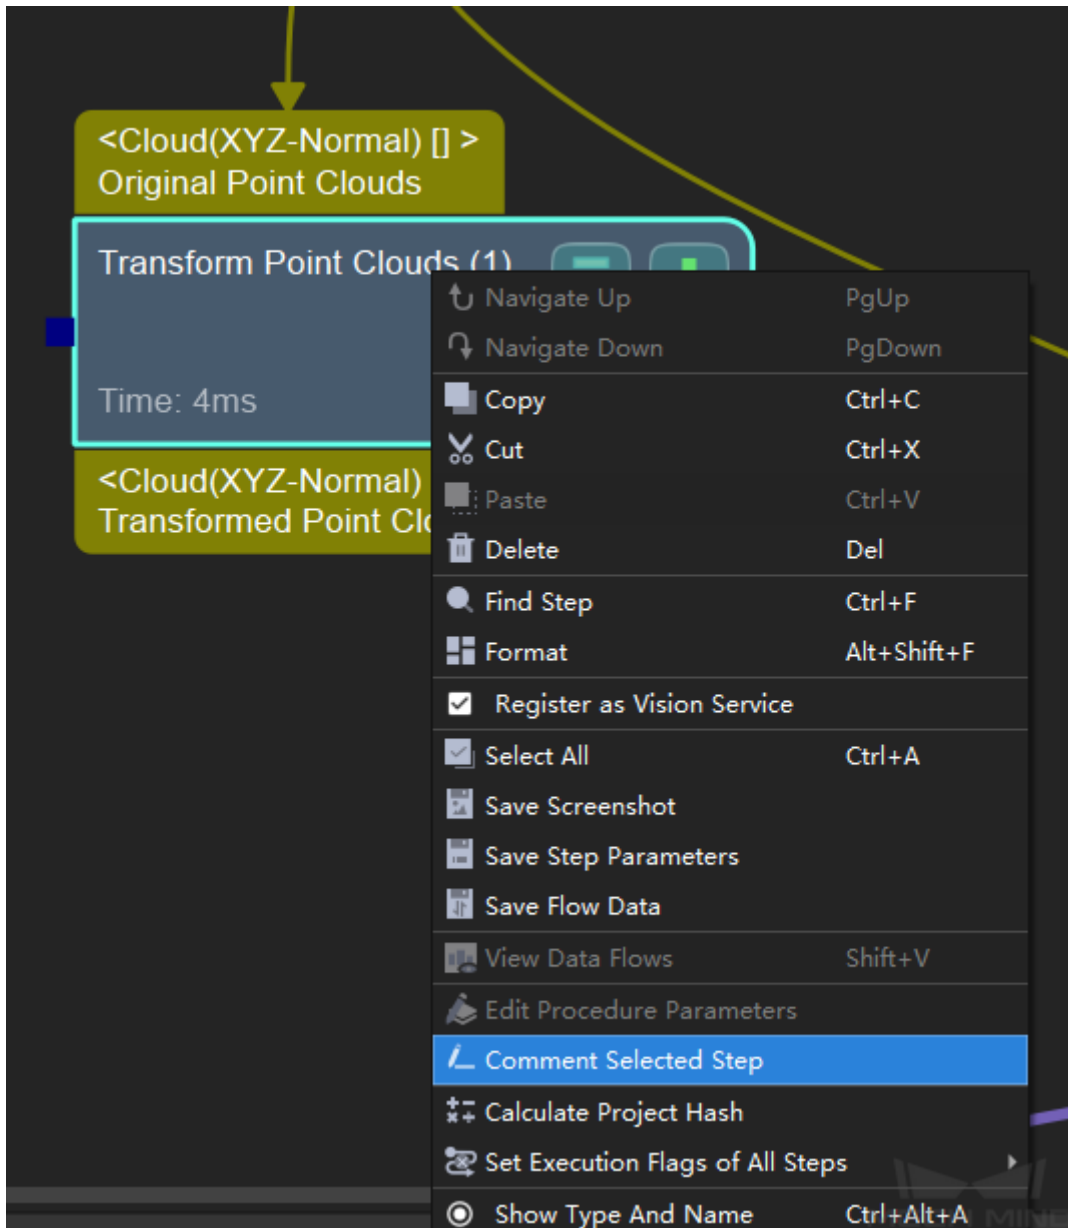 <Cloud(XYZ-Normal) [] >
Original Point Clouds
Transform Point Clouds (1)
Time: 4ms
<Cloud(XYZ-Normal)
Transformed Point Clo
Navigate Up PgUp
Navigate Down PgDown
Copy Ctrl+C
Cut Ctrl+X
Paste Ctrl+V
Delete Del
Find Step Ctrl+F
Format Alt+Shift+F
Register as Vision Service
Select All Ctrl+A
Save Screenshot
Save Step Parameters
Save Flow Data
View Data Flows Shift+V
Edit Procedure Parameters
Comment Selected Step
Calculate Project Hash
Set Execution Flags of All Steps
Show Type And Name Ctrl+Alt+A